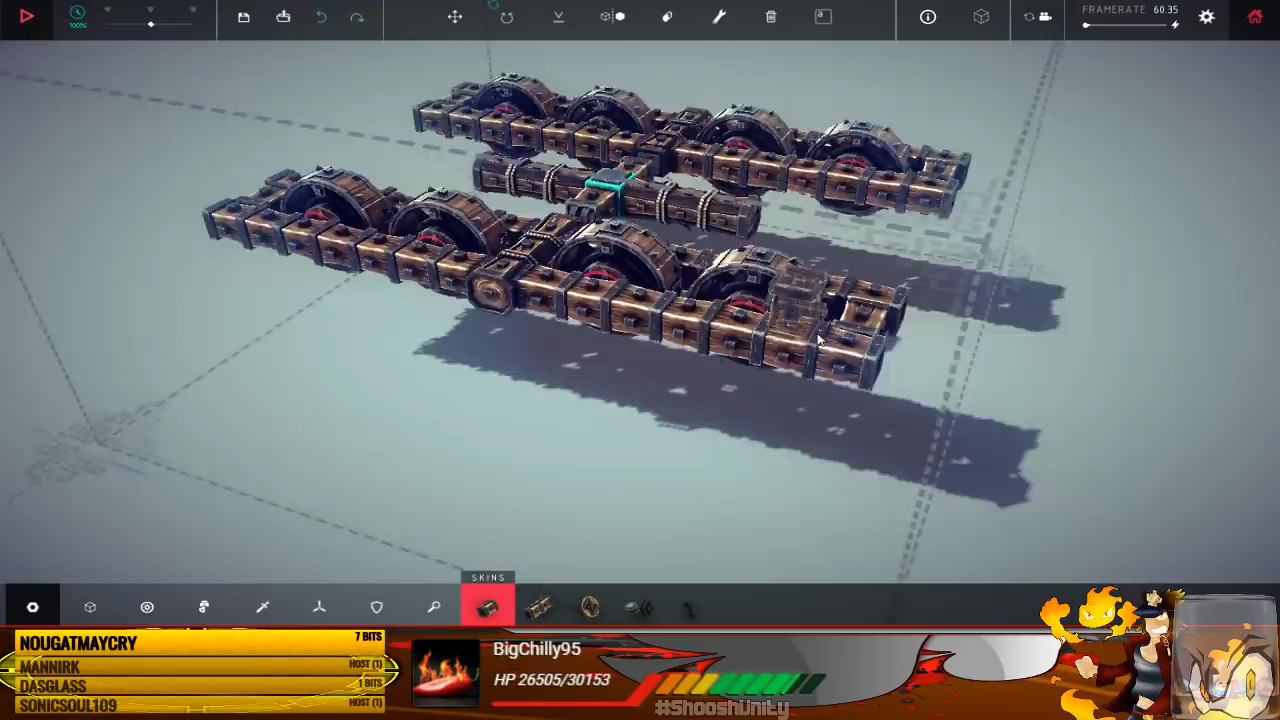 100%
FRAMERATE 60.35
SKINS
NOUGATMAYCRY 7 BITS
MANNIRK HOST (1)
DASGLASS 1 BITS
SONICSOUL109 HOST (1)
BigChilly95
HP 26505/30153
#ShooshUnity